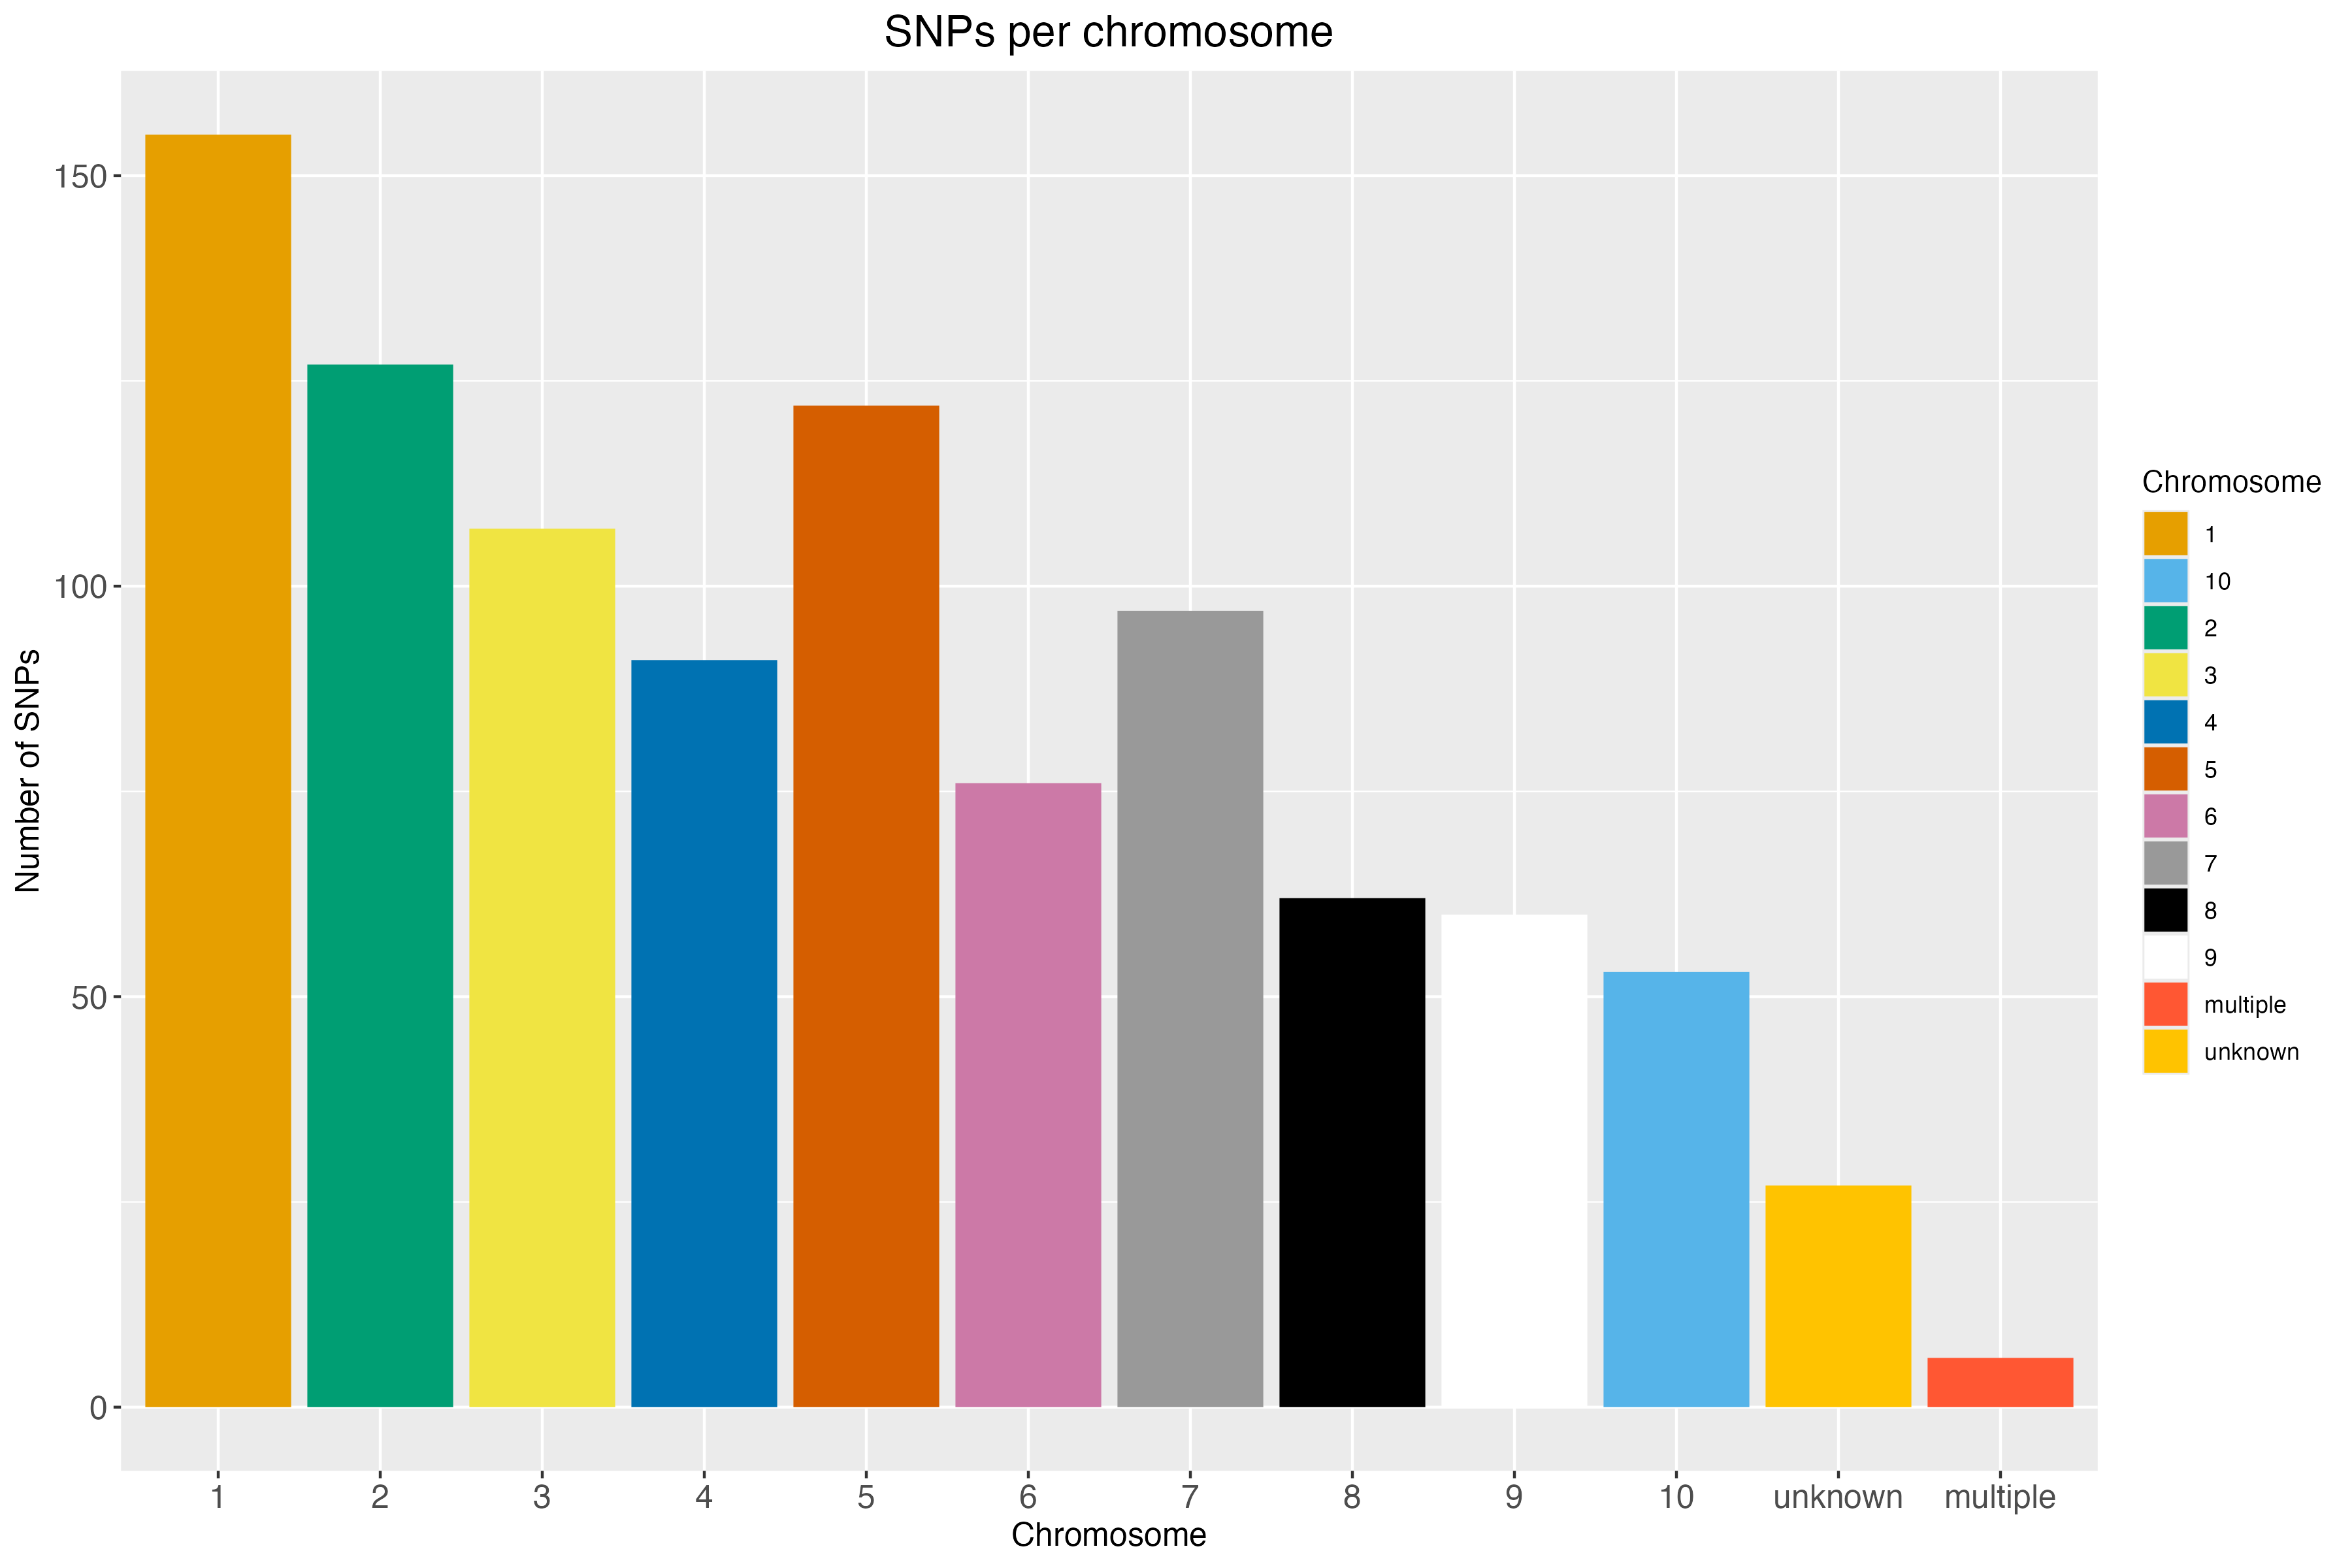 SNPs per chromosome
Number of SNPs
150
100
50
0
1 2 3 4 5 6 7 8 9 10 unknown multiple
Chromosome
Chromosome
1
10
2
3
4
5
6
7
8
9
multiple
unknown